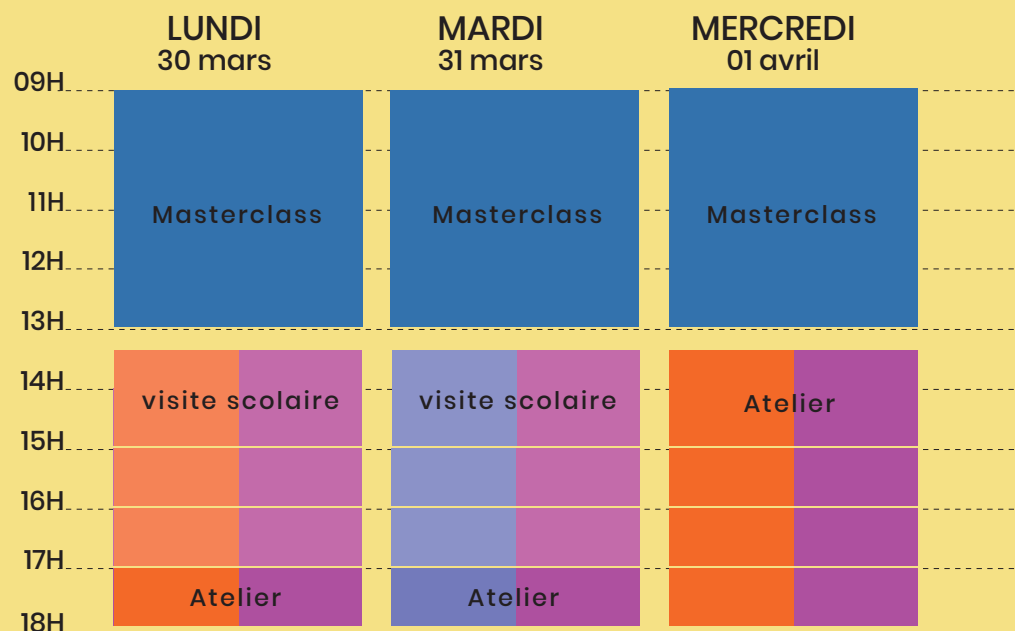 LUNDI
30 mars
MARDI
31 mars
MERCREDI
01 avril
09H
10H
11H
Masterclass
Masterclass
Masterclass
12H
13H
14H
visite scolaire
visite scolaire
Atelier
15H
16H
17H
Atelier
Atelier
18H